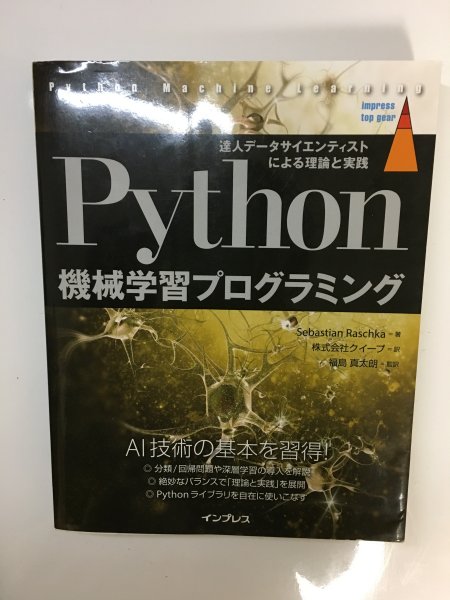 Python Machine Learning
impress
top gear
達人データサイエンティスト
による理論と実践
Python
機械学習プログラミング
Sebastian Raschka=著
株式会社クイープ=訳
福島 真太朗=監訳
AI技術の基本を習得!
◎分類/回帰問題や深層学習の導入を解説
◎絶妙なバランスで「理論と実践」を展開
◎Pythonライブラリを自在に使いこなす
インプレス